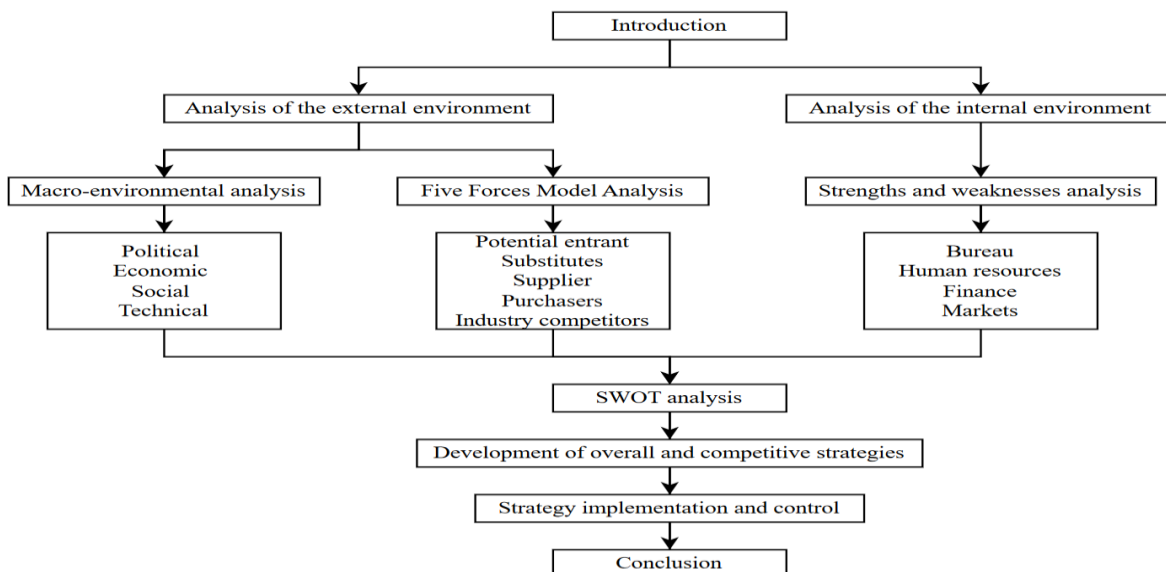 Introduction
Analysis of the external environment
Analysis of the internal environment
Macro-environmental analysis
Five Forces Model Analysis
Strengths and weaknesses analysis
Political
Economic
Social
Technical
Potential entrant
Substitutes
Supplier
Purchasers
Industry competitors
Bureau
Human resources
Finance
Markets
SWOT analysis
Development of overall and competitive strategies
Strategy implementation and control
Conclusion